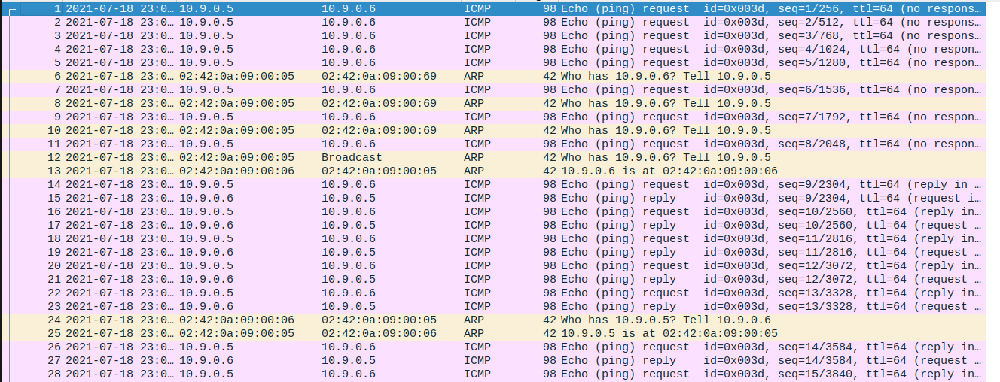 1 2021-07-18 23:0… 10.9.0.5 10.9.0.6 ICMP 98 Echo (ping) request id=0x003d, seq=1/256, ttl=64 (no respons…
2 2021-07-18 23:0… 10.9.0.5 10.9.0.6 ICMP 98 Echo (ping) request id=0x003d, seq=2/512, ttl=64 (no respons…
3 2021-07-18 23:0… 10.9.0.5 10.9.0.6 ICMP 98 Echo (ping) request id=0x003d, seq=3/768, ttl=64 (no respons…
4 2021-07-18 23:0… 10.9.0.5 10.9.0.6 ICMP 98 Echo (ping) request id=0x003d, seq=4/1024, ttl=64 (no respon…
5 2021-07-18 23:0… 10.9.0.5 10.9.0.6 ICMP 98 Echo (ping) request id=0x003d, seq=5/1280, ttl=64 (no respon…
6 2021-07-18 23:0… 02:42:0a:09:00:05 02:42:0a:09:00:69 ARP 42 Who has 10.9.0.6? Tell 10.9.0.5
7 2021-07-18 23:0… 10.9.0.5 10.9.0.6 ICMP 98 Echo (ping) request id=0x003d, seq=6/1536, ttl=64 (no respon…
8 2021-07-18 23:0… 02:42:0a:09:00:05 02:42:0a:09:00:69 ARP 42 Who has 10.9.0.6? Tell 10.9.0.5
9 2021-07-18 23:0… 10.9.0.5 10.9.0.6 ICMP 98 Echo (ping) request id=0x003d, seq=7/1792, ttl=64 (no respon…
10 2021-07-18 23:0… 02:42:0a:09:00:05 02:42:0a:09:00:69 ARP 42 Who has 10.9.0.6? Tell 10.9.0.5
11 2021-07-18 23:0… 10.9.0.5 10.9.0.6 ICMP 98 Echo (ping) request id=0x003d, seq=8/2048, ttl=64 (no respon…
12 2021-07-18 23:0… 02:42:0a:09:00:05 Broadcast ARP 42 Who has 10.9.0.6? Tell 10.9.0.5
13 2021-07-18 23:0… 02:42:0a:09:00:06 02:42:0a:09:00:05 ARP 42 10.9.0.6 is at 02:42:0a:09:00:06
14 2021-07-18 23:0… 10.9.0.5 10.9.0.6 ICMP 98 Echo (ping) request id=0x003d, seq=9/2304, ttl=64 (reply in …
15 2021-07-18 23:0… 10.9.0.6 10.9.0.5 ICMP 98 Echo (ping) reply id=0x003d, seq=9/2304, ttl=64 (request i…
16 2021-07-18 23:0… 10.9.0.5 10.9.0.6 ICMP 98 Echo (ping) request id=0x003d, seq=10/2560, ttl=64 (reply in…
17 2021-07-18 23:0… 10.9.0.6 10.9.0.5 ICMP 98 Echo (ping) reply id=0x003d, seq=10/2560, ttl=64 (request …
18 2021-07-18 23:0… 10.9.0.5 10.9.0.6 ICMP 98 Echo (ping) request id=0x003d, seq=11/2816, ttl=64 (reply in…
19 2021-07-18 23:0… 10.9.0.6 10.9.0.5 ICMP 98 Echo (ping) reply id=0x003d, seq=11/2816, ttl=64 (request …
20 2021-07-18 23:0… 10.9.0.5 10.9.0.6 ICMP 98 Echo (ping) request id=0x003d, seq=12/3072, ttl=64 (reply in…
21 2021-07-18 23:0… 10.9.0.6 10.9.0.5 ICMP 98 Echo (ping) reply id=0x003d, seq=12/3072, ttl=64 (request …
22 2021-07-18 23:0… 10.9.0.5 10.9.0.6 ICMP 98 Echo (ping) request id=0x003d, seq=13/3328, ttl=64 (reply in…
23 2021-07-18 23:0… 10.9.0.6 10.9.0.5 ICMP 98 Echo (ping) reply id=0x003d, seq=13/3328, ttl=64 (request …
24 2021-07-18 23:0… 02:42:0a:09:00:06 02:42:0a:09:00:05 ARP 42 Who has 10.9.0.5? Tell 10.9.0.6
25 2021-07-18 23:0… 02:42:0a:09:00:05 02:42:0a:09:00:06 ARP 42 10.9.0.5 is at 02:42:0a:09:00:05
26 2021-07-18 23:0… 10.9.0.5 10.9.0.6 ICMP 98 Echo (ping) request id=0x003d, seq=14/3584, ttl=64 (reply in…
27 2021-07-18 23:0… 10.9.0.6 10.9.0.5 ICMP 98 Echo (ping) reply id=0x003d, seq=14/3584, ttl=64 (request …
28 2021-07-18 23:0… 10.9.0.5 10.9.0.6 ICMP 98 Echo (ping) request id=0x003d, seq=15/3840, ttl=64 (reply in…